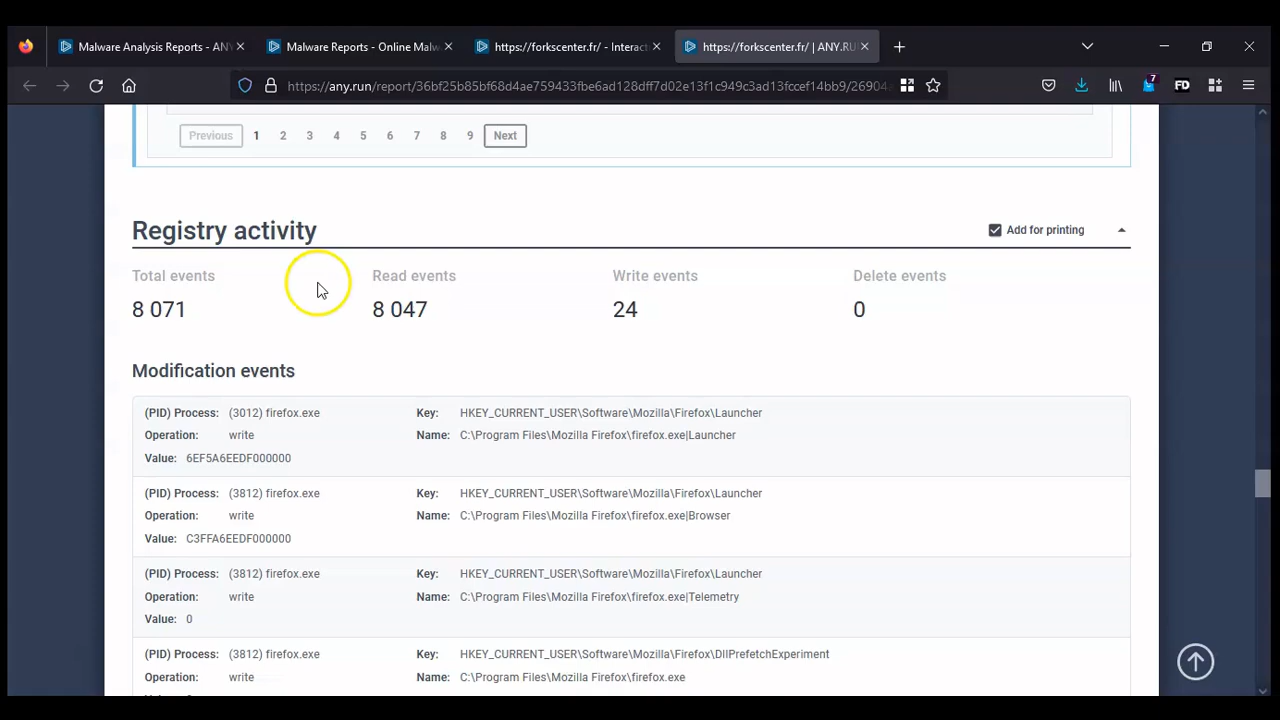 Malware Analysis Reports - ANY
Malware Reports - Online Malw
https://forkscenter.fr/ - Interact
https://forkscenter.fr/ | ANY.RU
https://any.run/report/36bf25b85bf68d4ae759433fbe6ad128dff7d02e13f1c949c3ad13fccef14bb9/26904
7
FD
Previous 1 2 3 4 5 6 7 8 9 Next
Registry activity
Add for printing
Total events Read events Write events Delete events
8 071 8 047 24 0
Modification events
(PID) Process: (3012) firefox.exe Key: HKEY_CURRENT_USER\Software\Mozilla\Firefox\Launcher
Operation: write Name: C:\Program Files\Mozilla Firefox\firefox.exe|Launcher
Value: 6EF5A6EEDF000000
(PID) Process: (3812) firefox.exe Key: HKEY_CURRENT_USER\Software\Mozilla\Firefox\Launcher
Operation: write Name: C:\Program Files\Mozilla Firefox\firefox.exe|Browser
Value: C3FFA6EEDF000000
(PID) Process: (3812) firefox.exe Key: HKEY_CURRENT_USER\Software\Mozilla\Firefox\Launcher
Operation: write Name: C:\Program Files\Mozilla Firefox\firefox.exe|Telemetry
Value: 0
(PID) Process: (3812) firefox.exe Key: HKEY_CURRENT_USER\Software\Mozilla\Firefox\DllPrefetchExperiment
Operation: write Name: C:\Program Files\Mozilla Firefox\firefox.exe